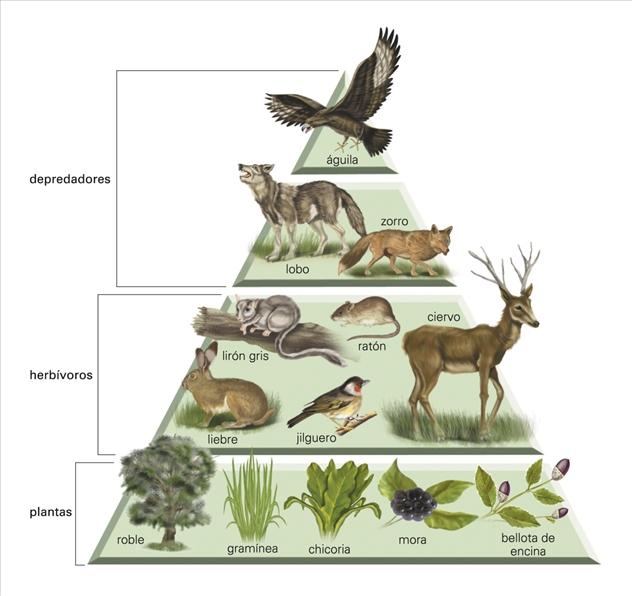 águila
depredadores
zorro
lobo
ciervo
lirón gris
ratón
herbívoros
liebre
jilguero
plantas
roble
gramínea
chicoria
mora
bellota de
encina